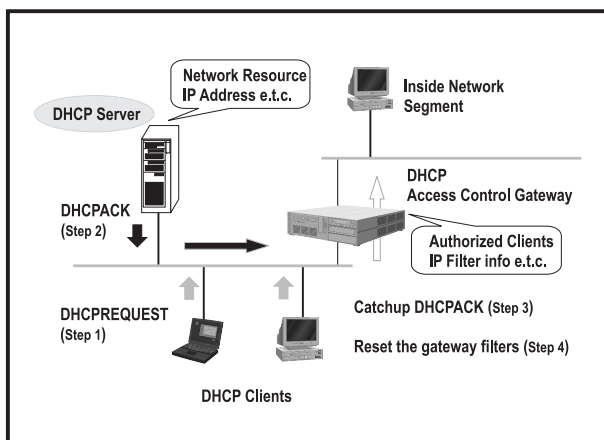 Network Resource
IP Address e.t.c.
DHCP Server
Inside Network
Segment
DHCP
Access Control Gateway
DHCPACK
(Step 2)
Authorized Clients
IP Filter info e.t.c.
DHCPREQUEST
(Step 1)
Catchup DHCPACK (Step 3)
Reset the gateway filters (Step 4)
DHCP Clients